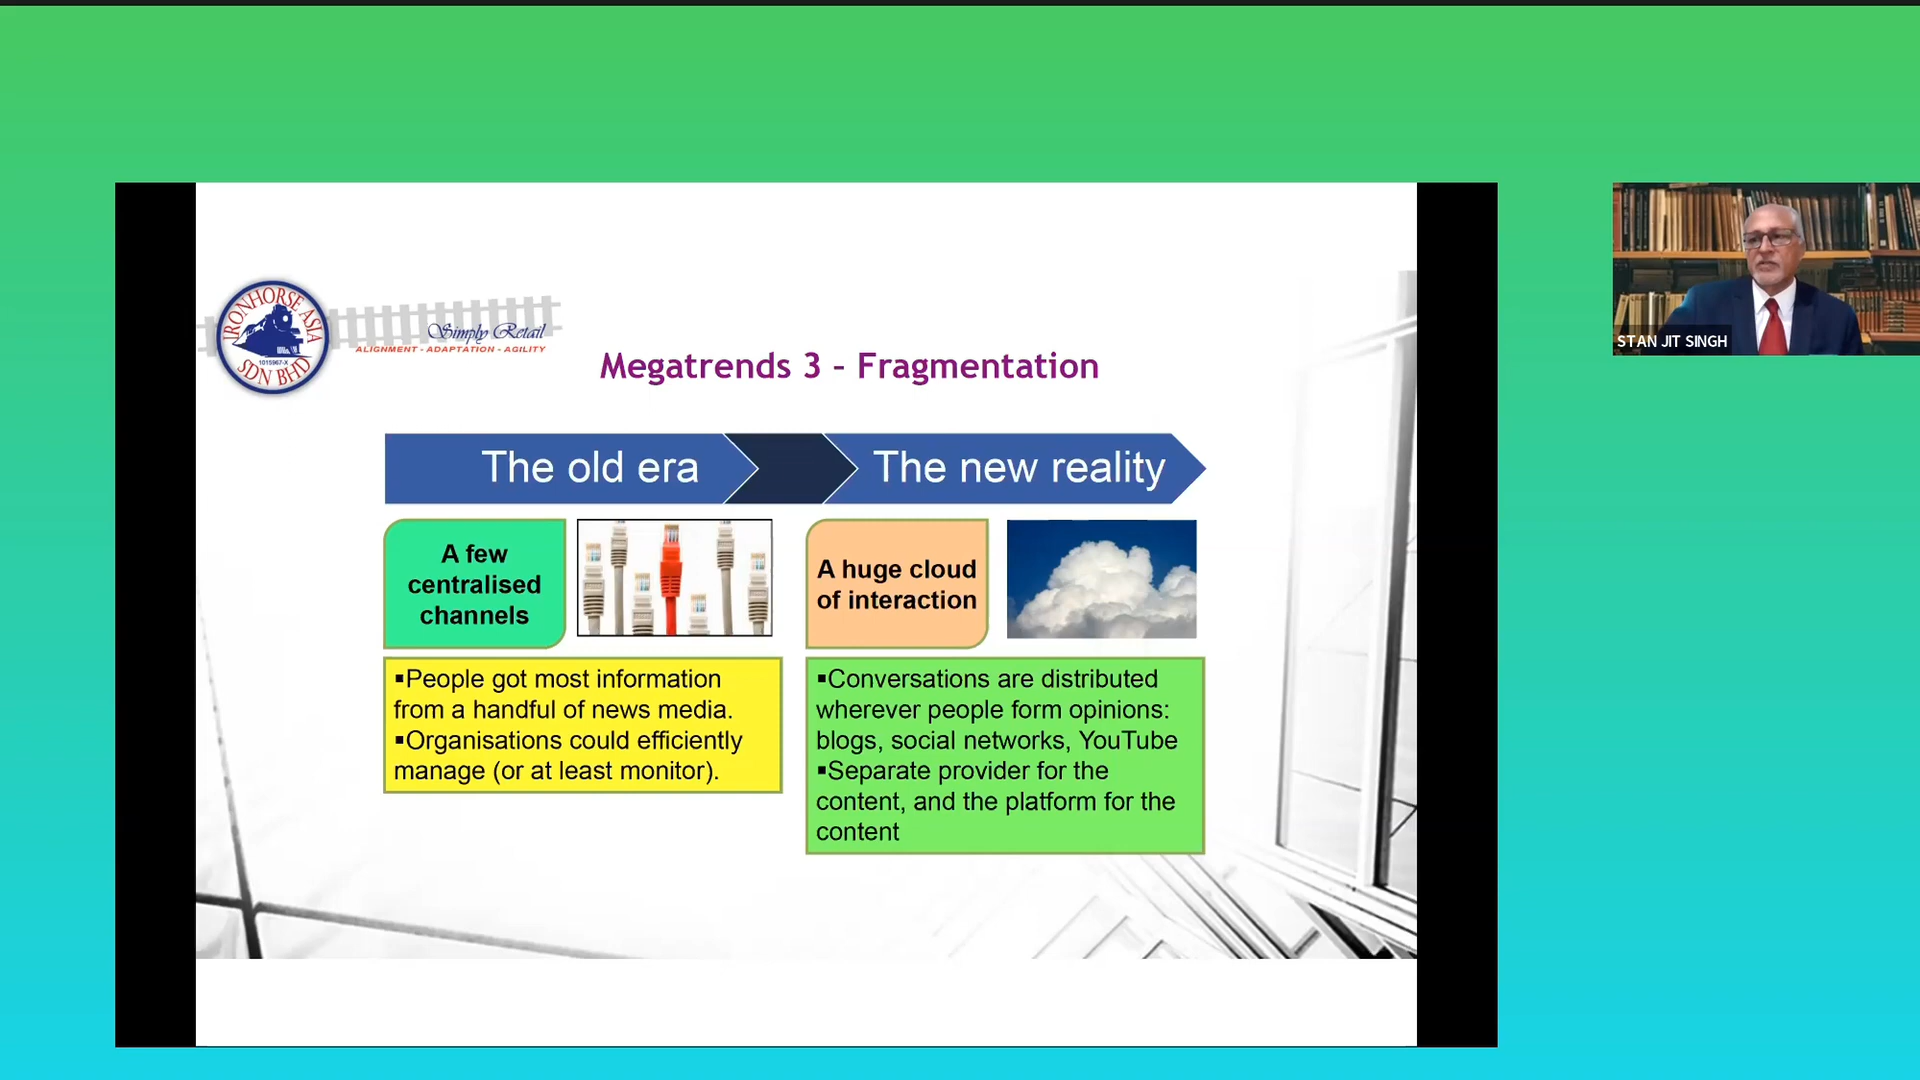 IRONHORSE ASIA
1015967-X
SDN BHD
Simply Retail
ALIGNMENT - ADAPTATION - AGILITY
Megatrends 3 – Fragmentation
The old era
The new reality
A few
centralised
channels
A huge cloud
of interaction
▪People got most information
from a handful of news media.
▪Organisations could efficiently
manage (or at least monitor).
▪Conversations are distributed
wherever people form opinions:
blogs, social networks, YouTube
▪Separate provider for the
content, and the platform for the
content
STAN JIT SINGH